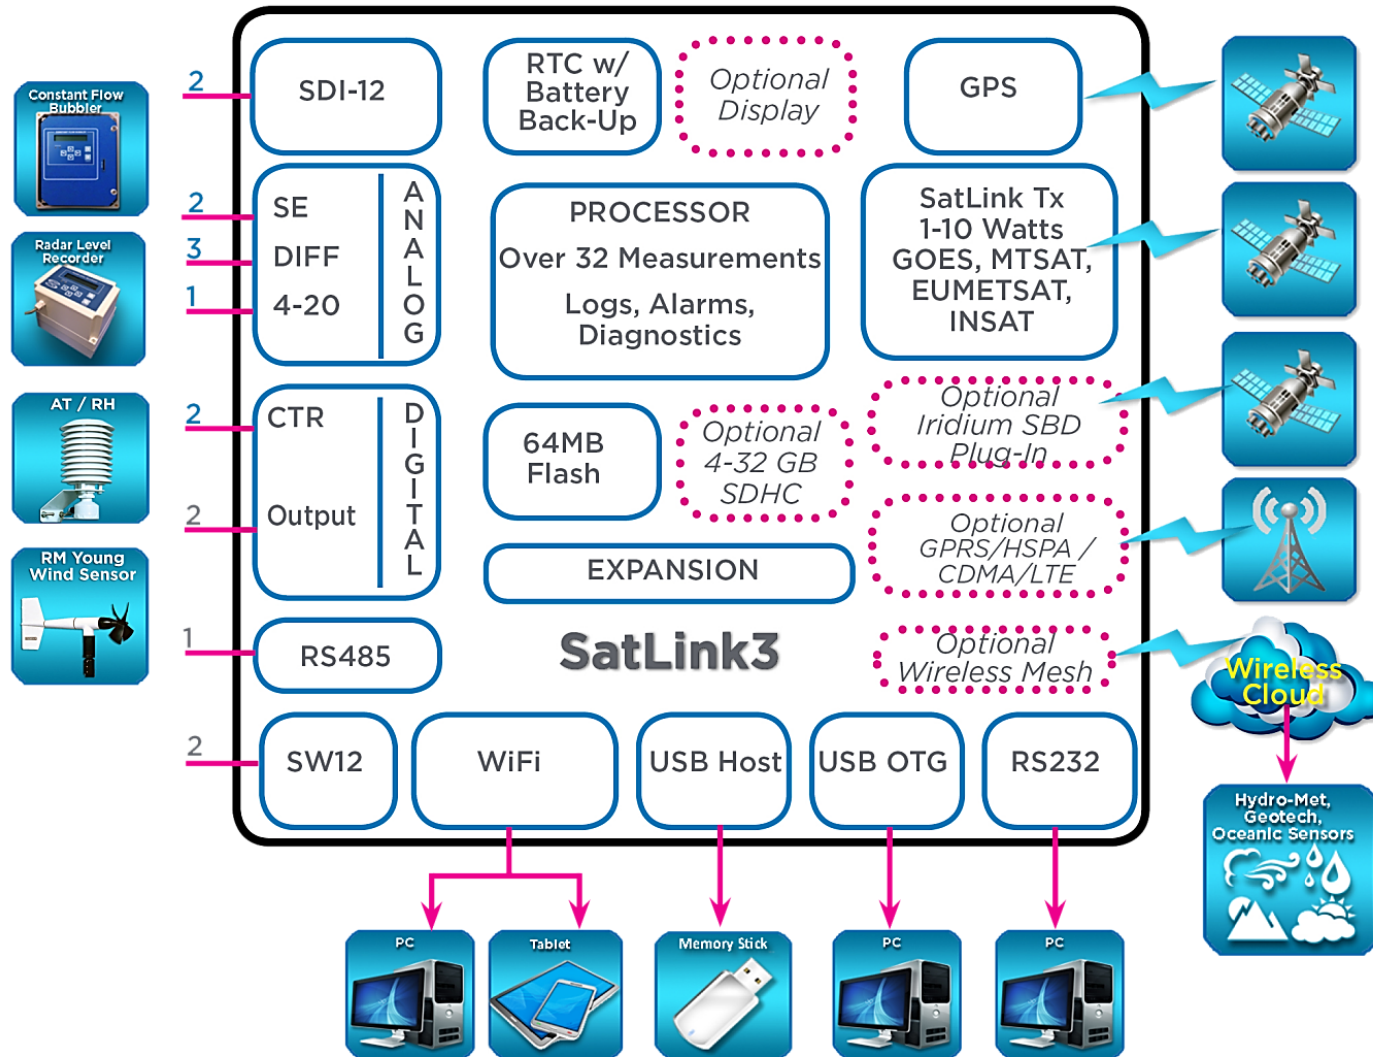 Constant Flow
Bubbler
Radar Level
Recorder
AT / RH
RM Young
Wind Sensor
2
SDI-12
2
SE
3
DIFF
1
4-20
ANALOG
2
CTR
2
Output
DIGITAL
1
RS485
2
SW12
RTC w/
Battery
Back-Up
Optional
Display
PROCESSOR
Over 32 Measurements
Logs, Alarms,
Diagnostics
64MB
Flash
Optional
4-32 GB
SDHC
EXPANSION
SatLink3
GPS
SatLink Tx
1-10 Watts
GOES, MTSAT,
EUMETSAT,
INSAT
Optional
Iridium SBD
Plug-In
Optional
GPRS/HSPA /
CDMA/LTE
Optional
Wireless Mesh
WiFi
USB Host
USB OTG
RS232
Wireless
Cloud
Hydro-Met,
Geotech,
Oceanic Sensors
PC
Tablet
Memory Stick
PC
PC